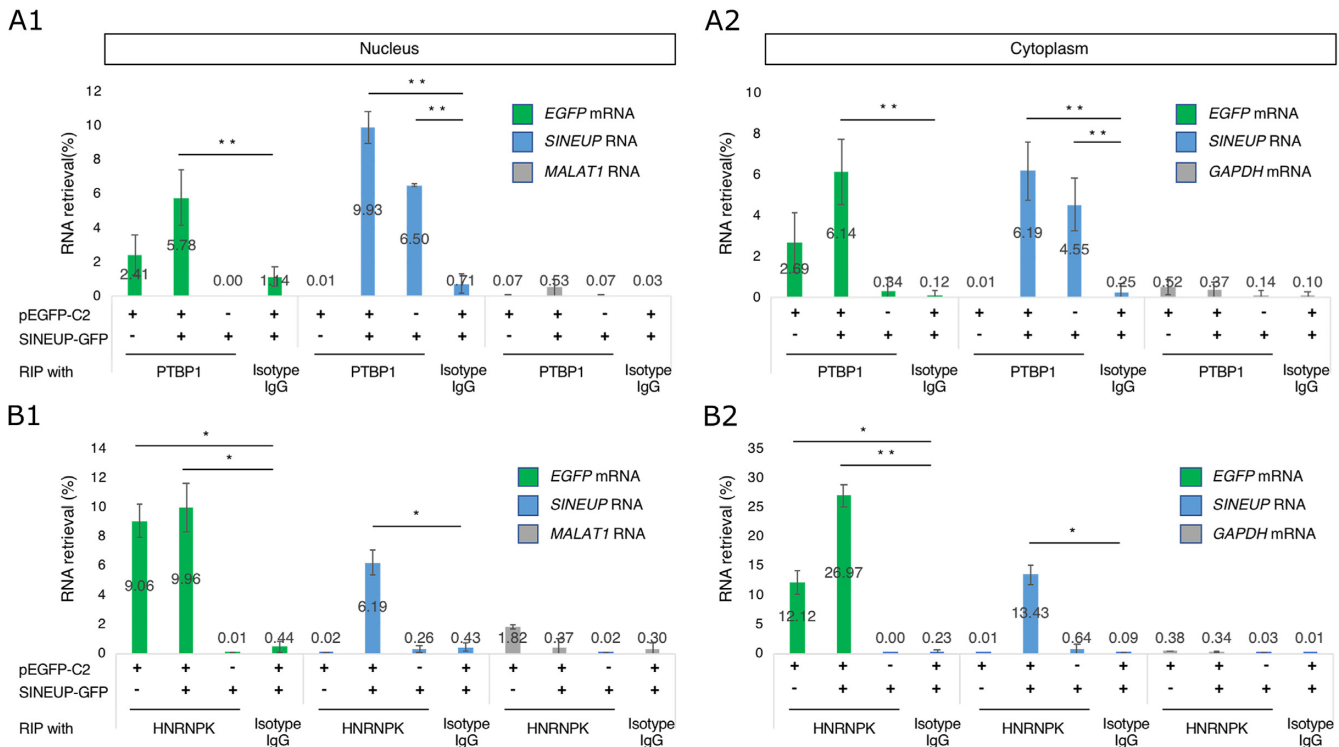 A1
Nucleus
RNA retrieval(%)
12
10
8
6
4
2
0
2.41
5.78
0.00
1.14
0.01
9.93
6.50
0.71
0.07
0.53
0.07
0.03
* *
* *
* *
EGFP mRNA
SINEUP RNA
MALAT1 RNA
pEGFP-C2 + + - + + + - + + + - +
SINEUP-GFP - + + + - + + + - + + +
RIP with PTBP1 Isotype IgG PTBP1 Isotype IgG PTBP1 Isotype IgG
A2
Cytoplasm
RNA retrieval(%)
10
8
6
4
2
0
2.69
6.14
0.34
0.12
0.01
6.19
4.55
0.25
0.52
0.37
0.14
0.10
* *
* *
* *
EGFP mRNA
SINEUP RNA
GAPDH mRNA
+ + - + + + - + + + - +
- + + + - + + + - + + +
PTBP1 Isotype IgG PTBP1 Isotype IgG PTBP1 Isotype IgG
B1
RNA retrieval (%)
14
12
10
8
6
4
2
0
9.06
9.96
0.01
0.44
0.02
6.19
0.26
0.43
1.82
0.37
0.02
0.30
*
*
*
EGFP mRNA
SINEUP RNA
MALAT1 RNA
pEGFP-C2 + + - + + + - + + + - +
SINEUP-GFP - + + + - + + + - + + +
RIP with HNRNPK Isotype IgG HNRNPK Isotype IgG HNRNPK Isotype IgG
B2
RNA retrieval (%)
35
30
25
20
15
10
5
0
12.12
26.97
0.00
0.23
0.01
13.43
0.64
0.09
0.38
0.34
0.03
0.01
*
* *
*
EGFP mRNA
SINEUP RNA
GAPDH mRNA
+ + - + + + - + + + - +
- + + + - + + + - + + +
HNRNPK Isotype IgG HNRNPK Isotype IgG HNRNPK Isotype IgG